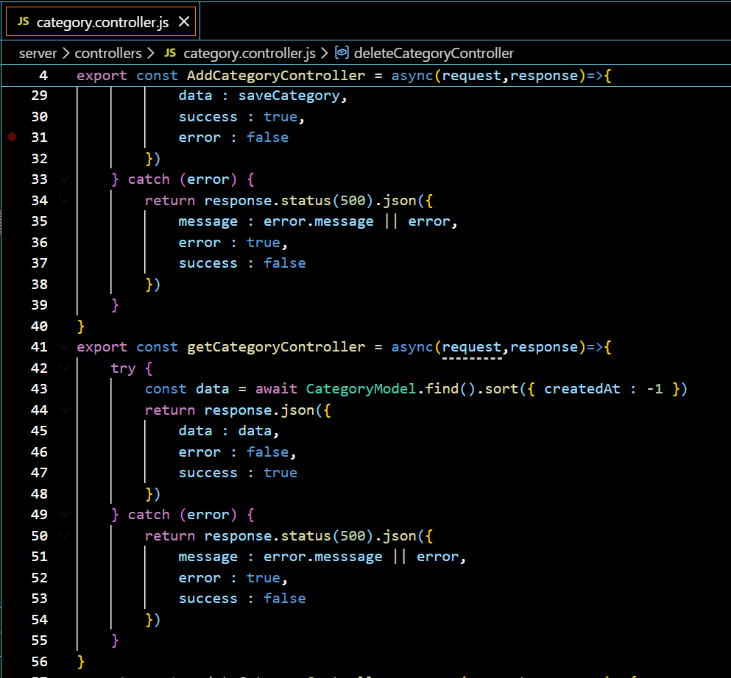 JS category.controller.js ×
server > controllers > JS category.controller.js > deleteCategoryController
4 export const AddCategoryController = async(request,response)=>{
29 data : saveCategory,
30 success : true,
31 error : false
32 })
33 } catch (error) {
34 return response.status(500).json({
35 message : error.message || error,
36 error : true,
37 success : false
38 })
39 }
40 }
41 export const getCategoryController = async(request,response)=>{
42 try {
43 const data = await CategoryModel.find().sort({ createdAt : -1 })
44 return response.json({
45 data : data,
46 error : false,
47 success : true
48 })
49 } catch (error) {
50 return response.status(500).json({
51 message : error.messsage || error,
52 error : true,
53 success : false
54 })
55 }
56 }